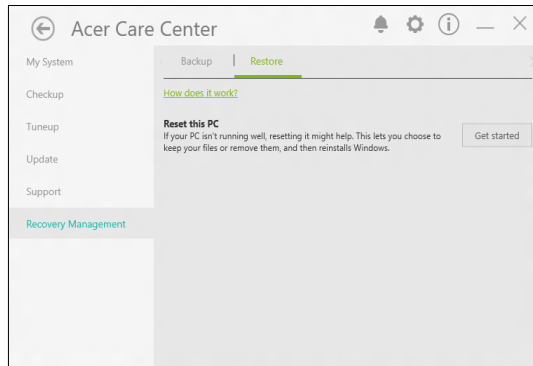 Acer Care Center
My System
Checkup
Tuneup
Update
Support
Recovery Management
Backup | Restore
How does it work?
Reset this PC
If your PC isn't running well, resetting it might help. This lets you choose to
keep your files or remove them, and then reinstalls Windows.
Get started